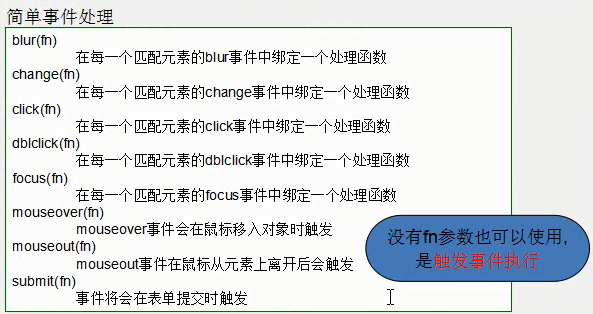 简单事件处理
blur(fn)
在每一个匹配元素的blur事件中绑定一个处理函数
change(fn)
在每一个匹配元素的change事件中绑定一个处理函数
click(fn)
在每一个匹配元素的click事件中绑定一个处理函数
dblclick(fn)
在每一个匹配元素的dblclick事件中绑定一个处理函数
focus(fn)
在每一个匹配元素的focus事件中绑定一个处理函数
mouseover(fn)
mouseover事件会在鼠标移入对象时触发
mouseout(fn)
mouseout事件在鼠标从元素上离开后会触发
submit(fn)
事件将会在表单提交时触发
没有fn参数也可以使用，
是触发事件执行